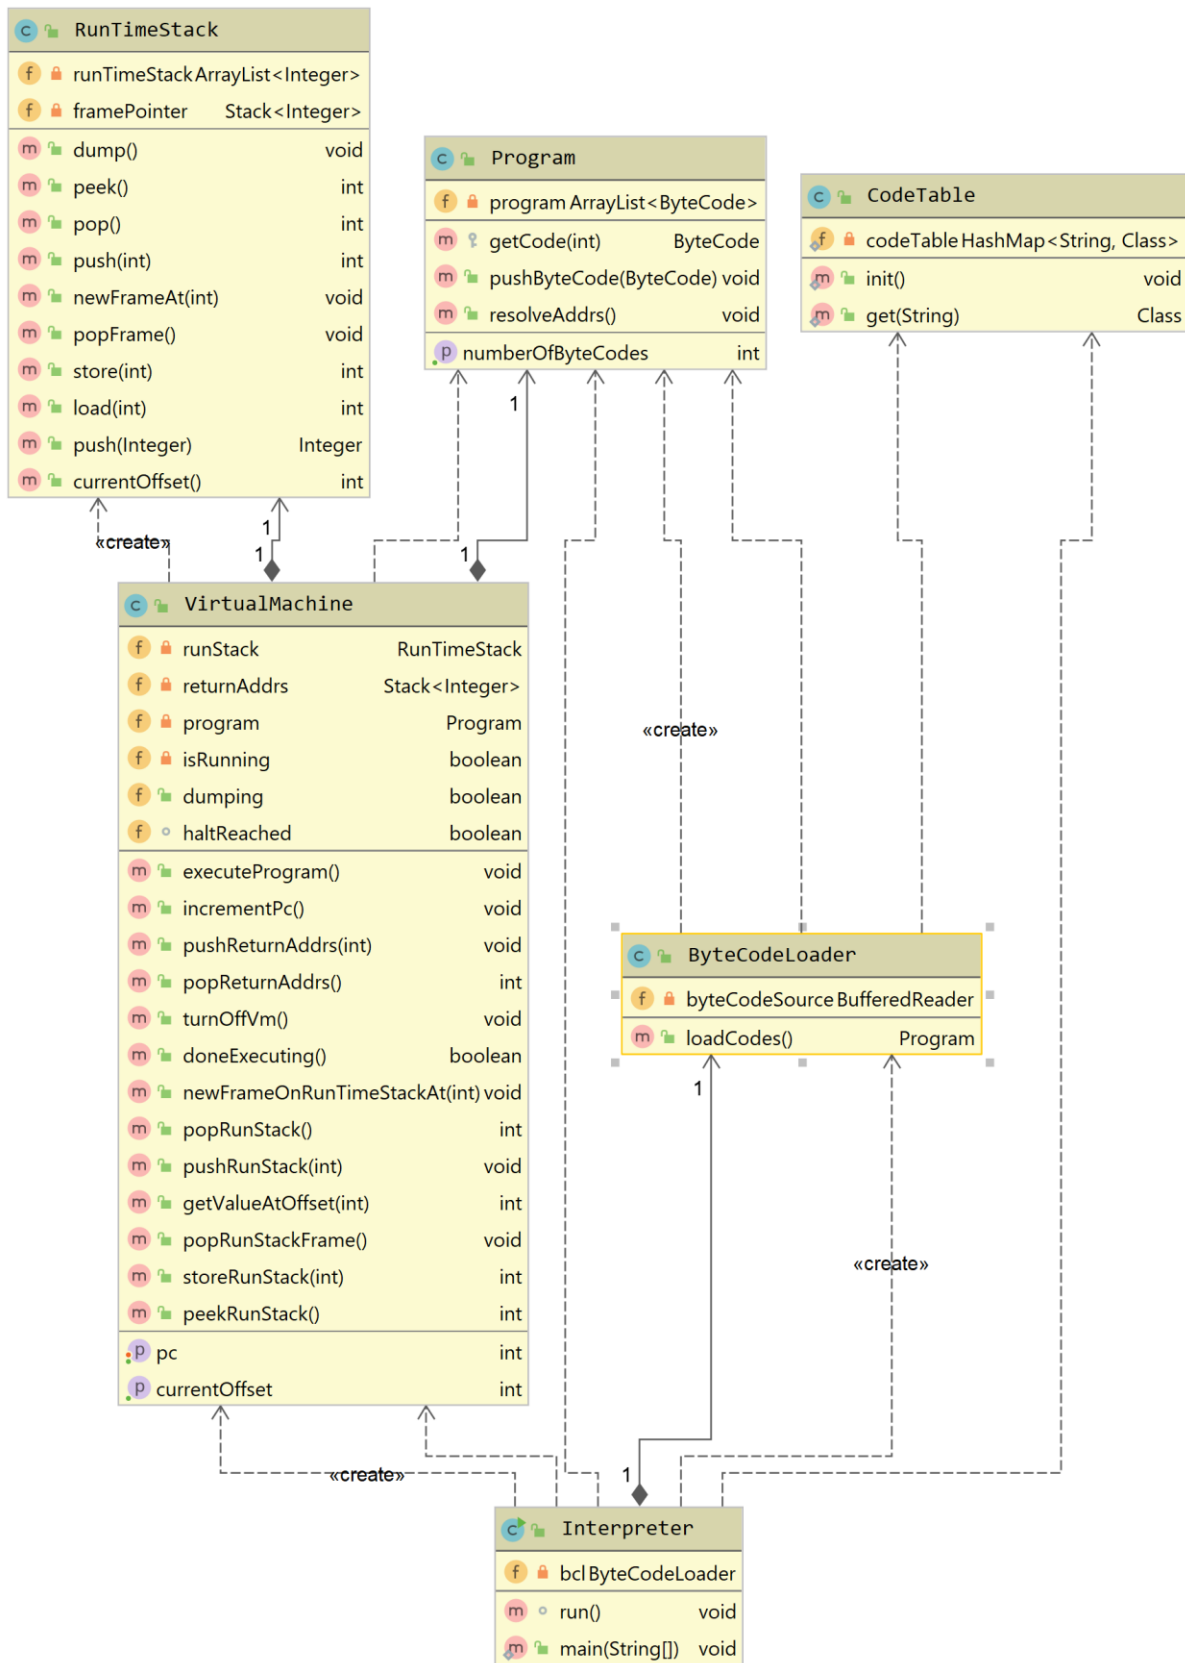 RunTimeStack
runTimeStack ArrayList<Integer>
framePointer Stack<Integer>
dump() void
peek() int
pop() int
push(int) int
newFrameAt(int) void
popFrame() void
store(int) int
load(int) int
push(Integer) Integer
currentOffset() int
Program
program ArrayList<ByteCode>
getCode(int) ByteCode
pushByteCode(ByteCode) void
resolveAddrs() void
numberOfByteCodes int
CodeTable
codeTable HashMap<String, Class>
init() void
get(String) Class
1
«create»
1
1
1
VirtualMachine
runStack RunTimeStack
returnAddrs Stack<Integer>
program Program
isRunning boolean
dumping boolean
haltReached boolean
executeProgram() void
incrementPc() void
pushReturnAddrs(int) void
popReturnAddrs() int
turnOffVm() void
doneExecuting() boolean
newFrameOnRunTimeStackAt(int) void
popRunStack() int
pushRunStack(int) void
getValueAtOffset(int) int
popRunStackFrame() void
storeRunStack(int) int
peekRunStack() int
pc int
currentOffset int
«create»
ByteCodeLoader
byteCodeSource BufferedReader
loadCodes() Program
1
«create»
«create»
1
Interpreter
bcl ByteCodeLoader
run() void
main(String[]) void